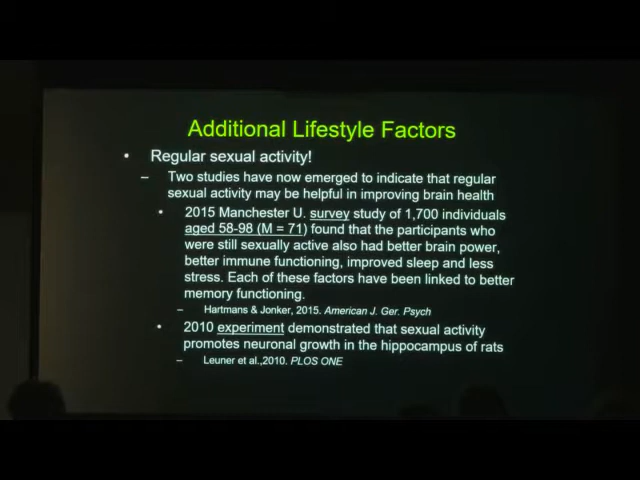 Additional Lifestyle Factors
• Regular sexual activity!
– Two studies have now emerged to indicate that regular
sexual activity may be helpful in improving brain health
• 2015 Manchester U. survey study of 1,700 individuals
aged 58-98 (M = 71) found that the participants who
were still sexually active also had better brain power,
better immune functioning, improved sleep and less
stress. Each of these factors have been linked to better
memory functioning.
– Hartmans & Jonker, 2015. American J. Ger. Psych
• 2010 experiment demonstrated that sexual activity
promotes neuronal growth in the hippocampus of rats
– Leuner et al.,2010. PLOS ONE